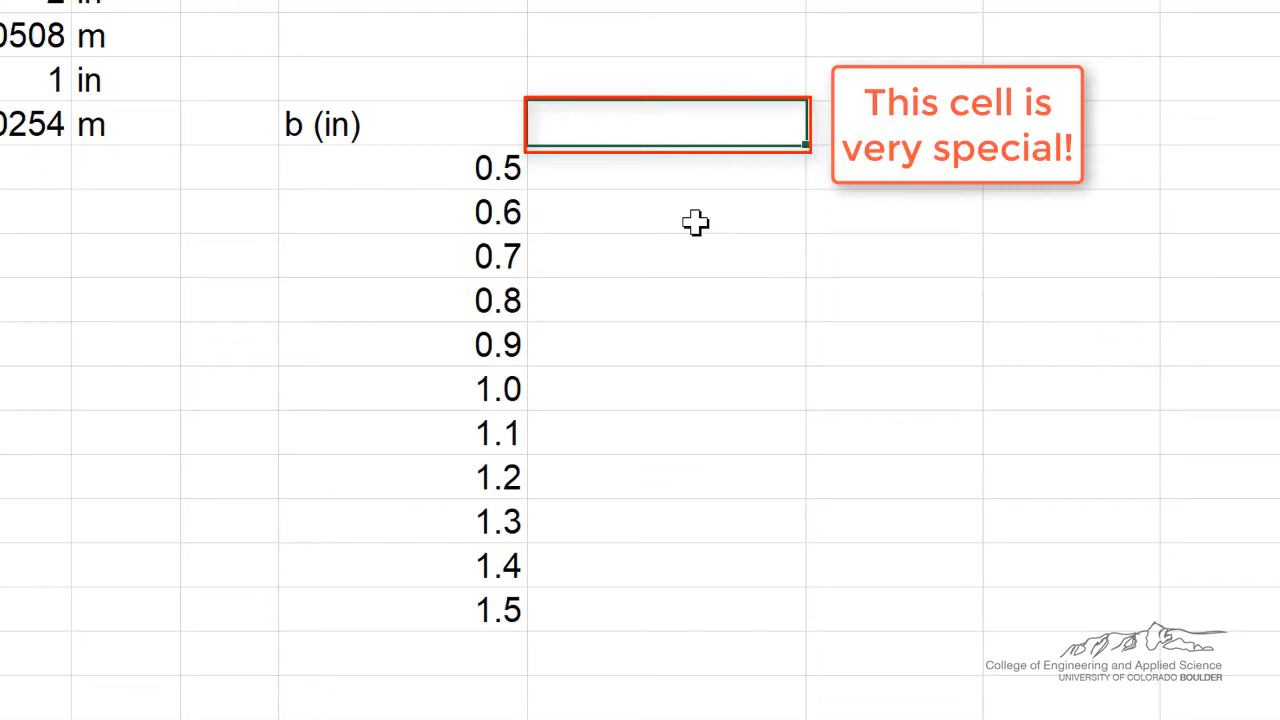 0508 m
1 in
0254 m
b (in)
This cell is
very special!
0.5
0.6
0.7
0.8
0.9
1.0
1.1
1.2
1.3
1.4
1.5
College of Engineering and Applied Science
UNIVERSITY OF COLORADO BOULDER